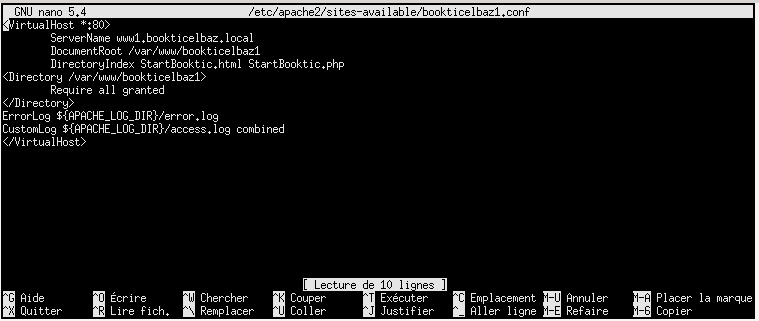 GNU nano 5.4 /etc/apache2/sites-available/bookticelbaz1.conf
<VirtualHost *:80>
ServerName www1.bookticelbaz.local
DocumentRoot /var/www/bookticelbaz1
DirectoryIndex StartBooktic.html StartBooktic.php
<Directory /var/www/bookticelbaz1>
Require all granted
</Directory>
ErrorLog ${APACHE_LOG_DIR}/error.log
CustomLog ${APACHE_LOG_DIR}/access.log combined
</VirtualHost>
[ Lecture de 10 lignes ]
^G Aide ^O Écrire ^W Chercher ^K Couper ^T Exécuter ^C Emplacement M-U Annuler M-A Placer la marque
^X Quitter ^R Lire fich. ^\ Remplacer ^U Coller ^J Justifier ^_ Aller ligne M-E Refaire M-6 Copier